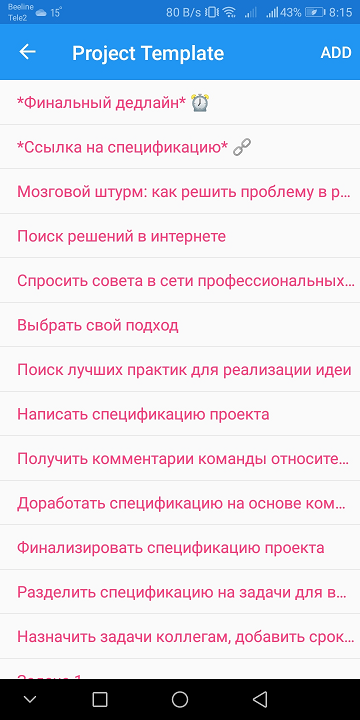 Beeline
Tele2
15°
80 B/s
43%
8:15
Project Template
ADD
*Финальный дедлайн* ⏰
*Ссылка на спецификацию* 🔗
Мозговой штурм: как решить проблему в р...
Поиск решений в интернете
Спросить совета в сети профессиональных...
Выбрать свой подход
Поиск лучших практик для реализации идеи
Написать спецификацию проекта
Получить комментарии команды относите...
Доработать спецификацию на основе ком...
Финализировать спецификацию проекта
Разделить спецификацию на задачи для в...
Назначить задачи коллегам, добавить срок...